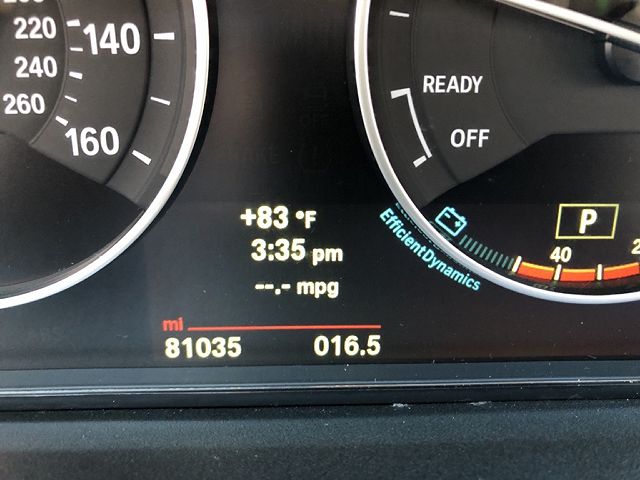 220
240
260
140
160
READY
OFF
+83 °F
3:35 pm
--.- mpg
mi
81035 016.5
EfficientDynamics
P
40